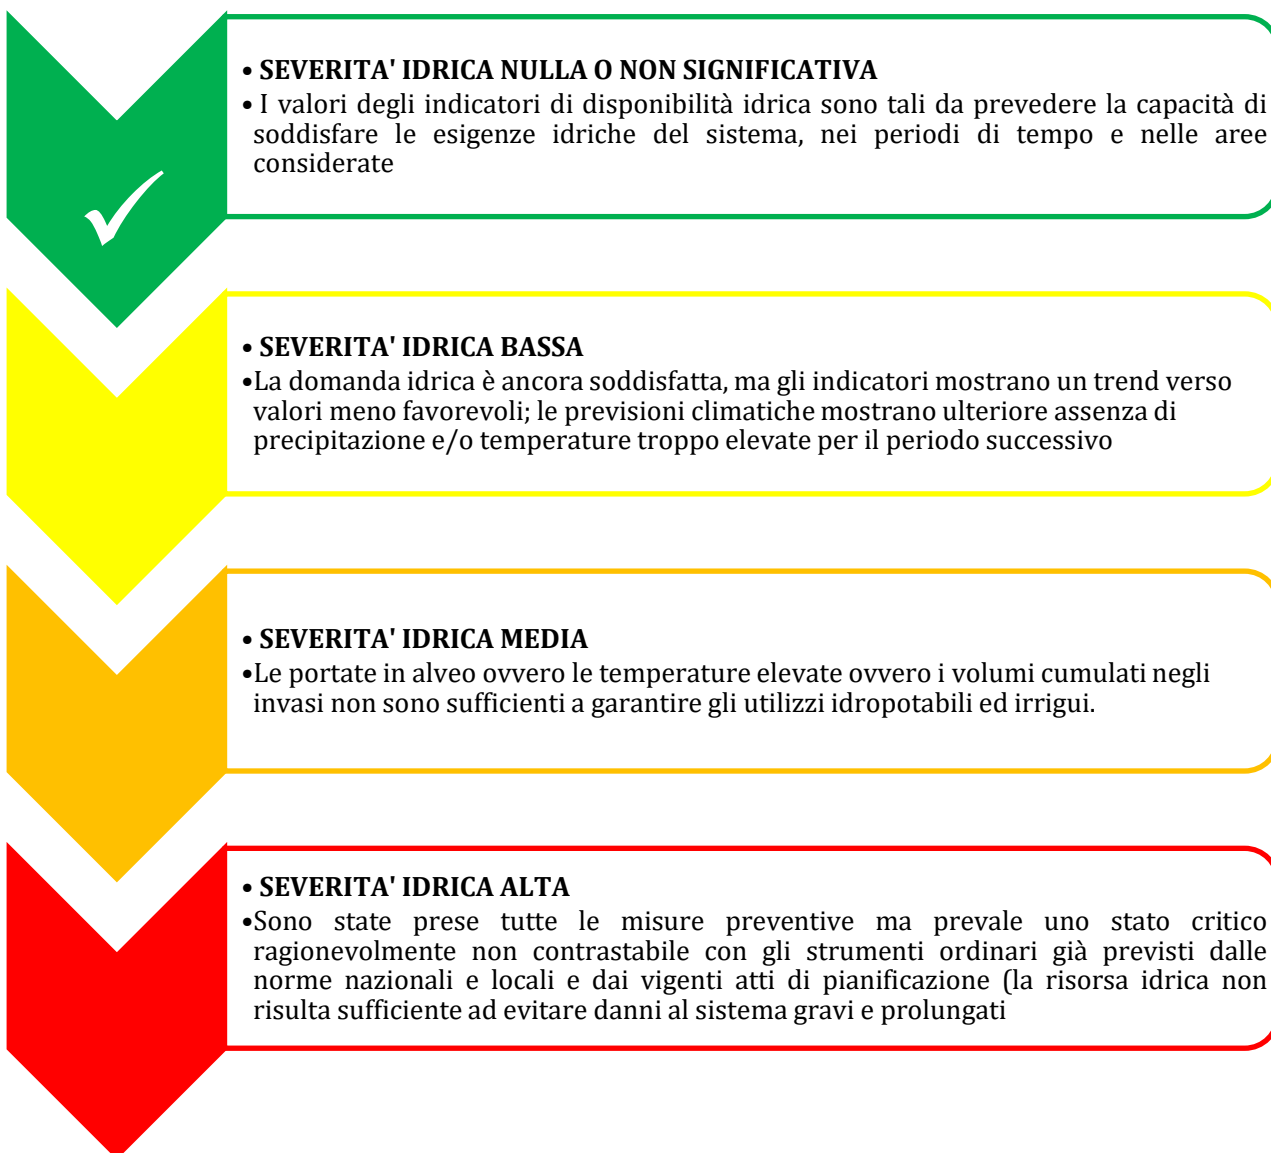 • SEVERITA' IDRICA NULLA O NON SIGNIFICATIVA
• I valori degli indicatori di disponibilità idrica sono tali da prevedere la capacità di
soddisfare le esigenze idriche del sistema, nei periodi di tempo e nelle aree
considerate
• SEVERITA' IDRICA BASSA
•La domanda idrica è ancora soddisfatta, ma gli indicatori mostrano un trend verso
valori meno favorevoli; le previsioni climatiche mostrano ulteriore assenza di
precipitazione e/o temperature troppo elevate per il periodo successivo
• SEVERITA' IDRICA MEDIA
•Le portate in alveo ovvero le temperature elevate ovvero i volumi cumulati negli
invasi non sono sufficienti a garantire gli utilizzi idropotabili ed irrigui.
• SEVERITA' IDRICA ALTA
•Sono state prese tutte le misure preventive ma prevale uno stato critico
ragionevolmente non contrastabile con gli strumenti ordinari già previsti dalle
norme nazionali e locali e dai vigenti atti di pianificazione (la risorsa idrica non
risulta sufficiente ad evitare danni al sistema gravi e prolungati